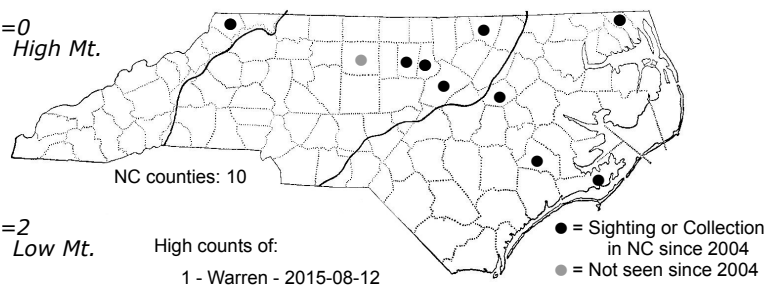 =0
High Mt.
NC counties: 10
=2
Low Mt.
High counts of:
1 - Warren - 2015-08-12
● = Sighting or Collection
in NC since 2004
● = Not seen since 2004